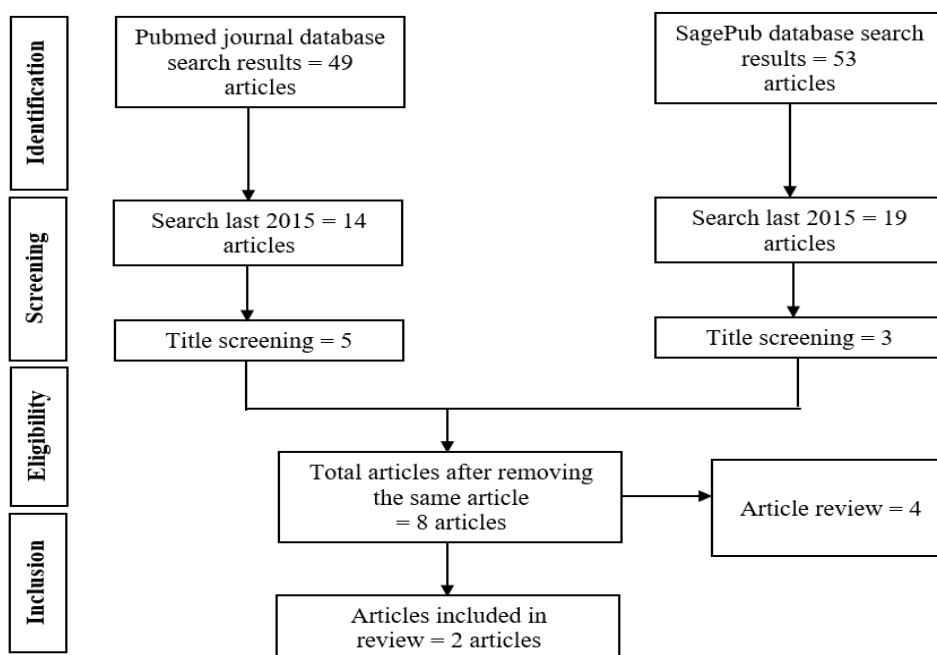 Identification
Pubmed journal database
search results = 49
articles
SagePub database search
results = 53
articles
Screening
Search last 2015 = 14
articles
Search last 2015 = 19
articles
Title screening = 5
Title screening = 3
Eligibility
Total articles after removing
the same article
= 8 articles
Article review = 4
Inclusion
Articles included in
review = 2 articles